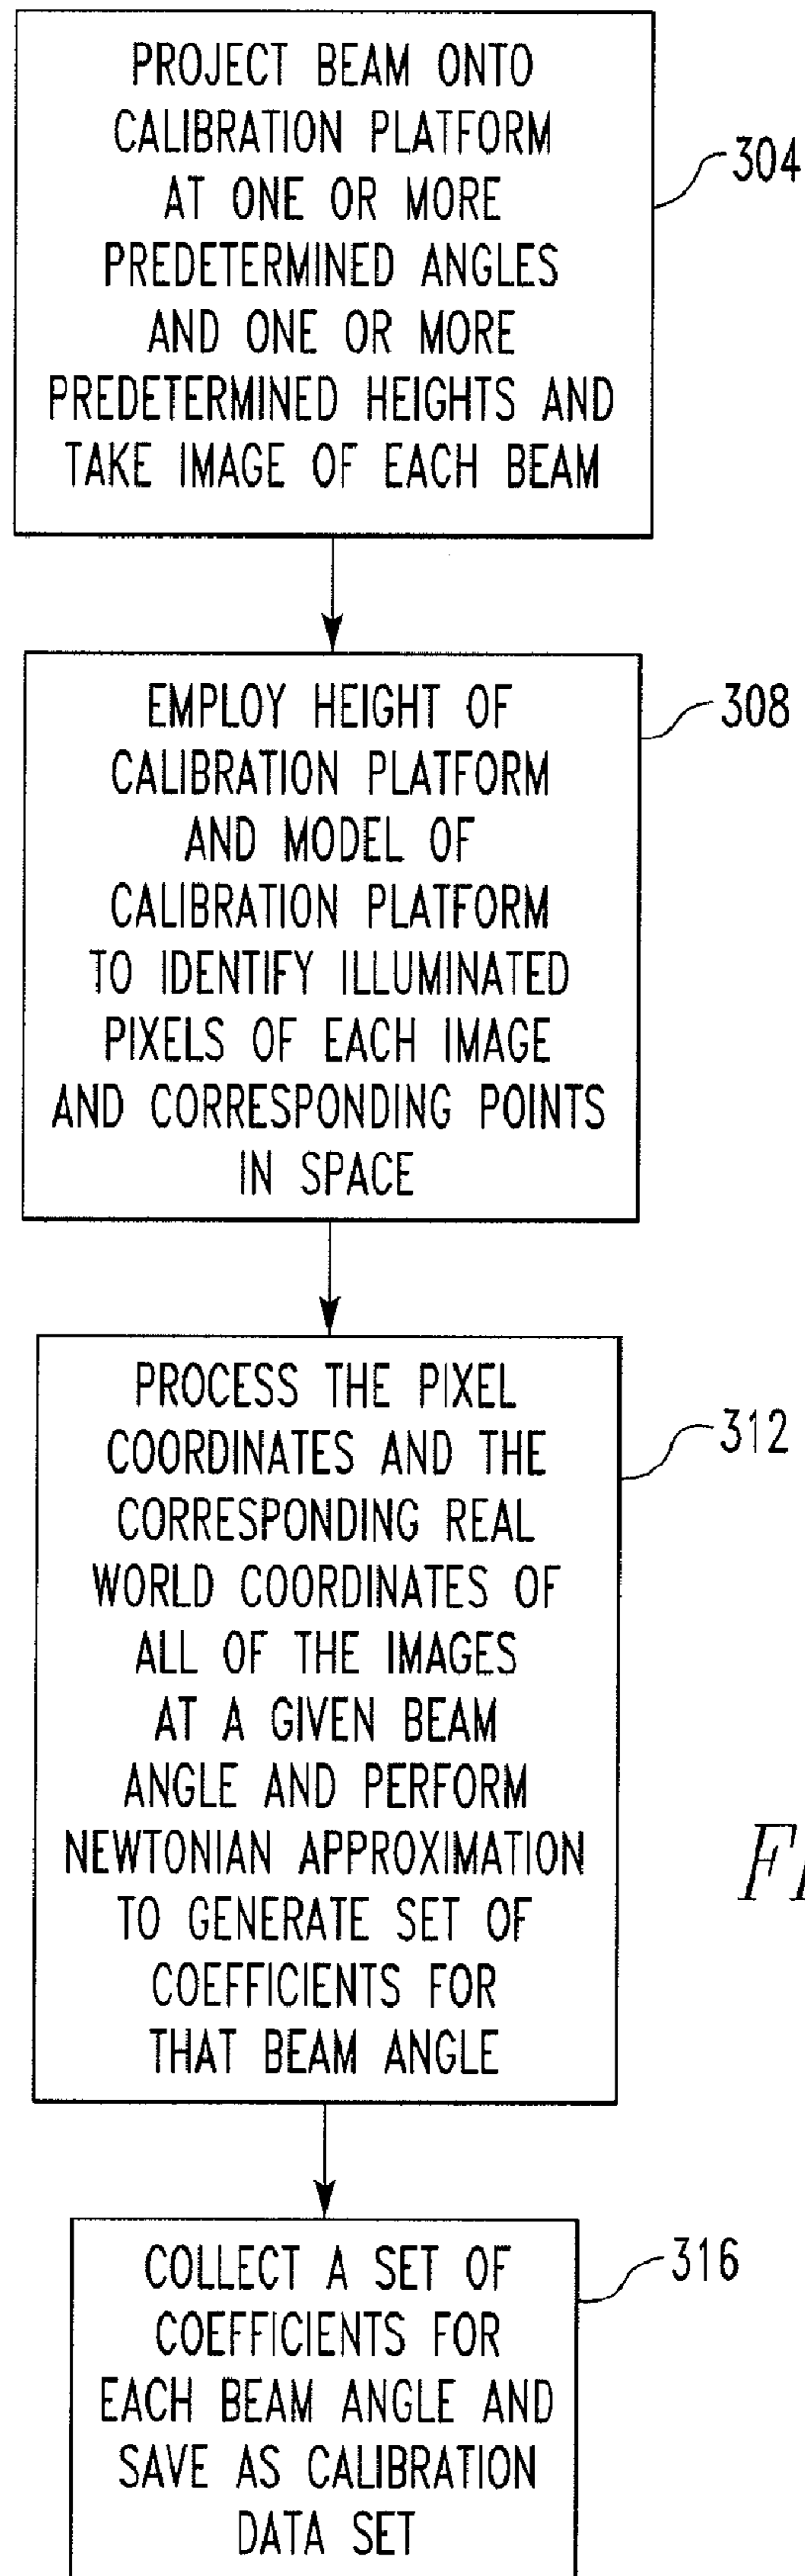 PROJECT BEAM ONTO
CALIBRATION PLATFORM
AT ONE OR MORE
PREDETERMINED ANGLES
AND ONE OR MORE
PREDETERMINED HEIGHTS AND
TAKE IMAGE OF EACH BEAM
304
EMPLOY HEIGHT OF
CALIBRATION PLATFORM
AND MODEL OF
CALIBRATION PLATFORM
TO IDENTIFY ILLUMINATED
PIXELS OF EACH IMAGE
AND CORRESPONDING POINTS
IN SPACE
308
PROCESS THE PIXEL
COORDINATES AND THE
CORRESPONDING REAL
WORLD COORDINATES OF
ALL OF THE IMAGES
AT A GIVEN BEAM
ANGLE AND PERFORM
NEWTONIAN APPROXIMATION
TO GENERATE SET OF
COEFFICIENTS FOR
THAT BEAM ANGLE
312
COLLECT A SET OF
COEFFICIENTS FOR
EACH BEAM ANGLE AND
SAVE AS CALIBRATION
DATA SET
316